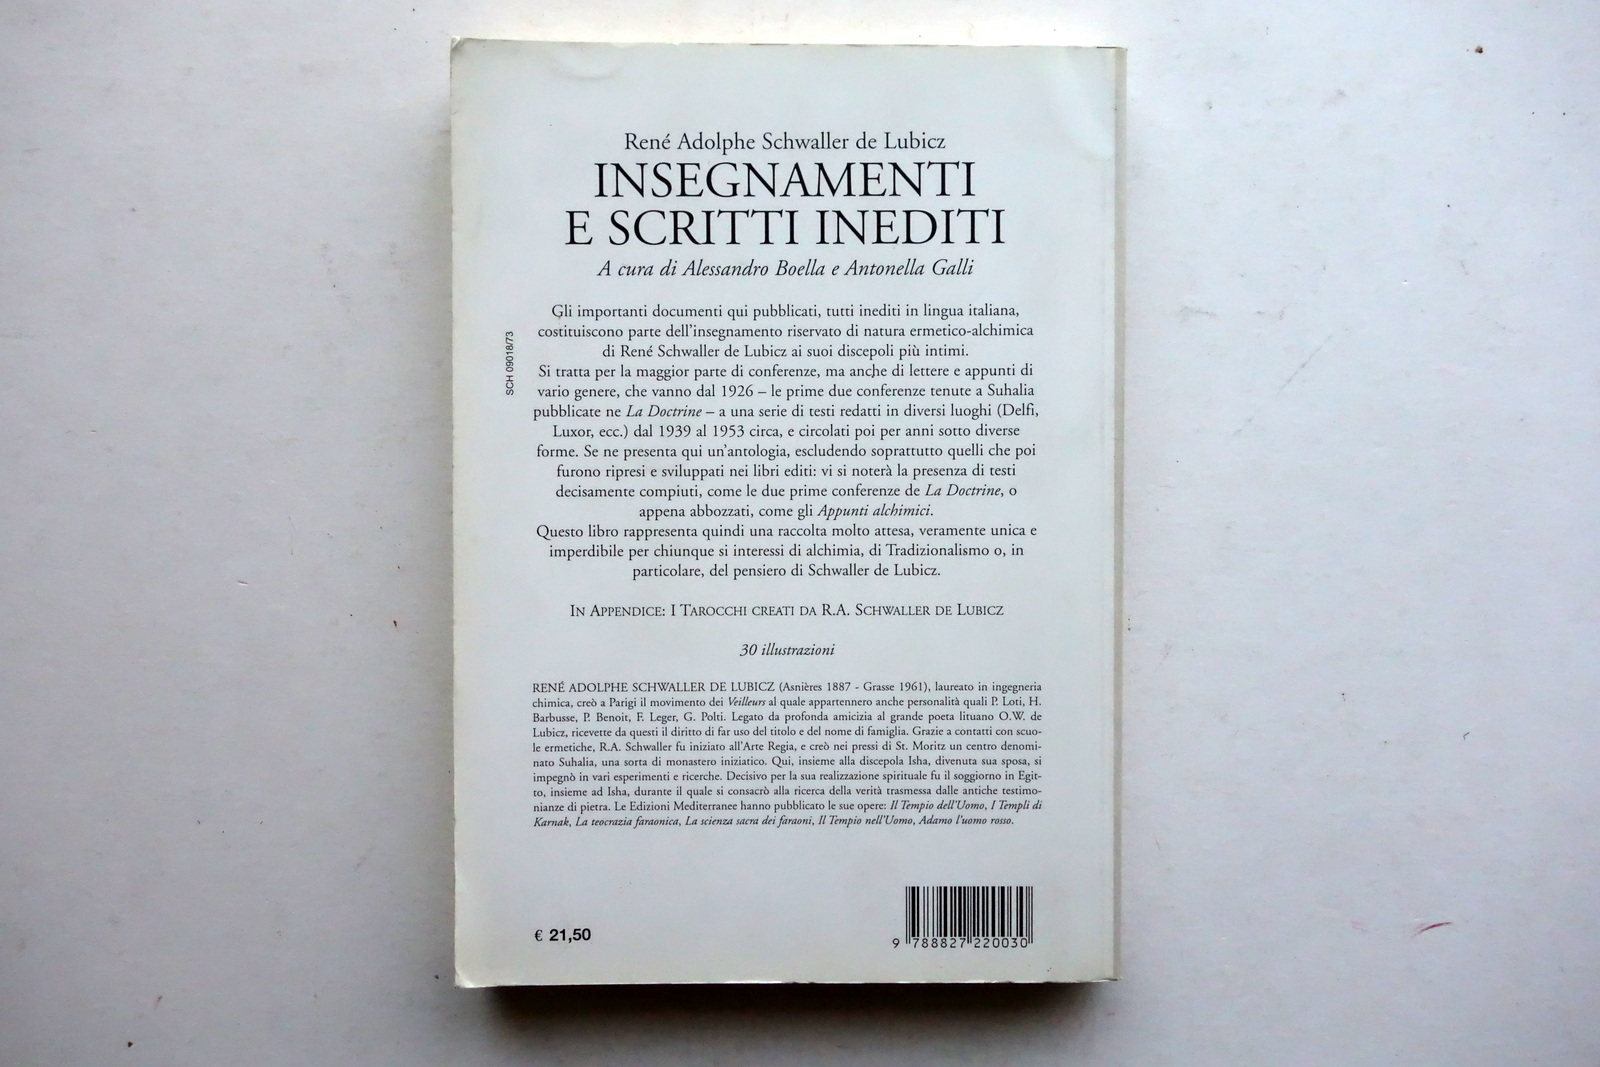 René Adolphe Schwaller de Lubicz
INSEGNAMENTI
E SCRITTI INEDITI
A cura di Alessandro Boella e Antonella Galli
Gli importanti documenti qui pubblicati, tutti inediti in lingua italiana,
costituiscono parte dell'insegnamento riservato di natura ermetico-alchimica
di René Schwaller de Lubicz ai suoi discepoli più intimi.
Si tratta per la maggior parte di conferenze, ma anche di lettere e appunti di
vario genere, che vanno dal 1926 – le prime due conferenze tenute a Suhalia
pubblicate ne La Doctrine – a una serie di testi redatti in diversi luoghi (Delfi,
Luxor, ecc.) dal 1939 al 1953 circa, e circolati poi per anni sotto diverse
forme. Se ne presenta qui un'antologia, escludendo soprattutto quelli che poi
furono ripresi e sviluppati nei libri editi: vi si noterà la presenza di testi
decisamente compiuti, come le due prime conferenze de La Doctrine, o
appena abbozzati, come gli Appunti alchimici.
Questo libro rappresenta quindi una raccolta molto attesa, veramente unica e
imperdibile per chiunque si interessi di alchimia, di Tradizionalismo o, in
particolare, del pensiero di Schwaller de Lubicz.
IN APPENDICE: I TAROCCHI CREATI DA R.A. SCHWALLER DE LUBICZ
30 illustrazioni
RENÉ ADOLPHE SCHWALLER DE LUBICZ (Asnières 1887 - Grasse 1961), laureato in ingegneria
chimica, creò a Parigi il movimento dei Veilleurs al quale appartennero anche personalità quali P. Loti, H.
Barbusse, P. Benoit, F. Leger, G. Polti. Legato da profonda amicizia al grande poeta lituano O.W. de
Lubicz, ricevette da questi il diritto di far uso del titolo e del nome di famiglia. Grazie a contatti con scuo-
le ermetiche, R.A. Schwaller fu iniziato all'Arte Regia, e creò nei pressi di St. Moritz un centro denomi-
nato Suhalia, una sorta di monastero iniziatico. Qui, insieme alla discepola Isha, divenuta sua sposa, si
impegnò in vari esperimenti e ricerche. Decisivo per la sua realizzazione spirituale fu il soggiorno in Egit-
to, insieme ad Isha, durante il quale si consacrò alla ricerca della verità trasmessa dalle antiche testimo-
nianze di pietra. Le Edizioni Mediterranee hanno pubblicato le sue opere: Il Tempio dell'Uomo, I Templi di
Karnak, La teocrazia faraonica, La scienza sacra dei faraoni, Il Tempio nell'Uomo, Adamo l'uomo rosso.
€ 21,50
9 788827 220030
SCH 09018/73